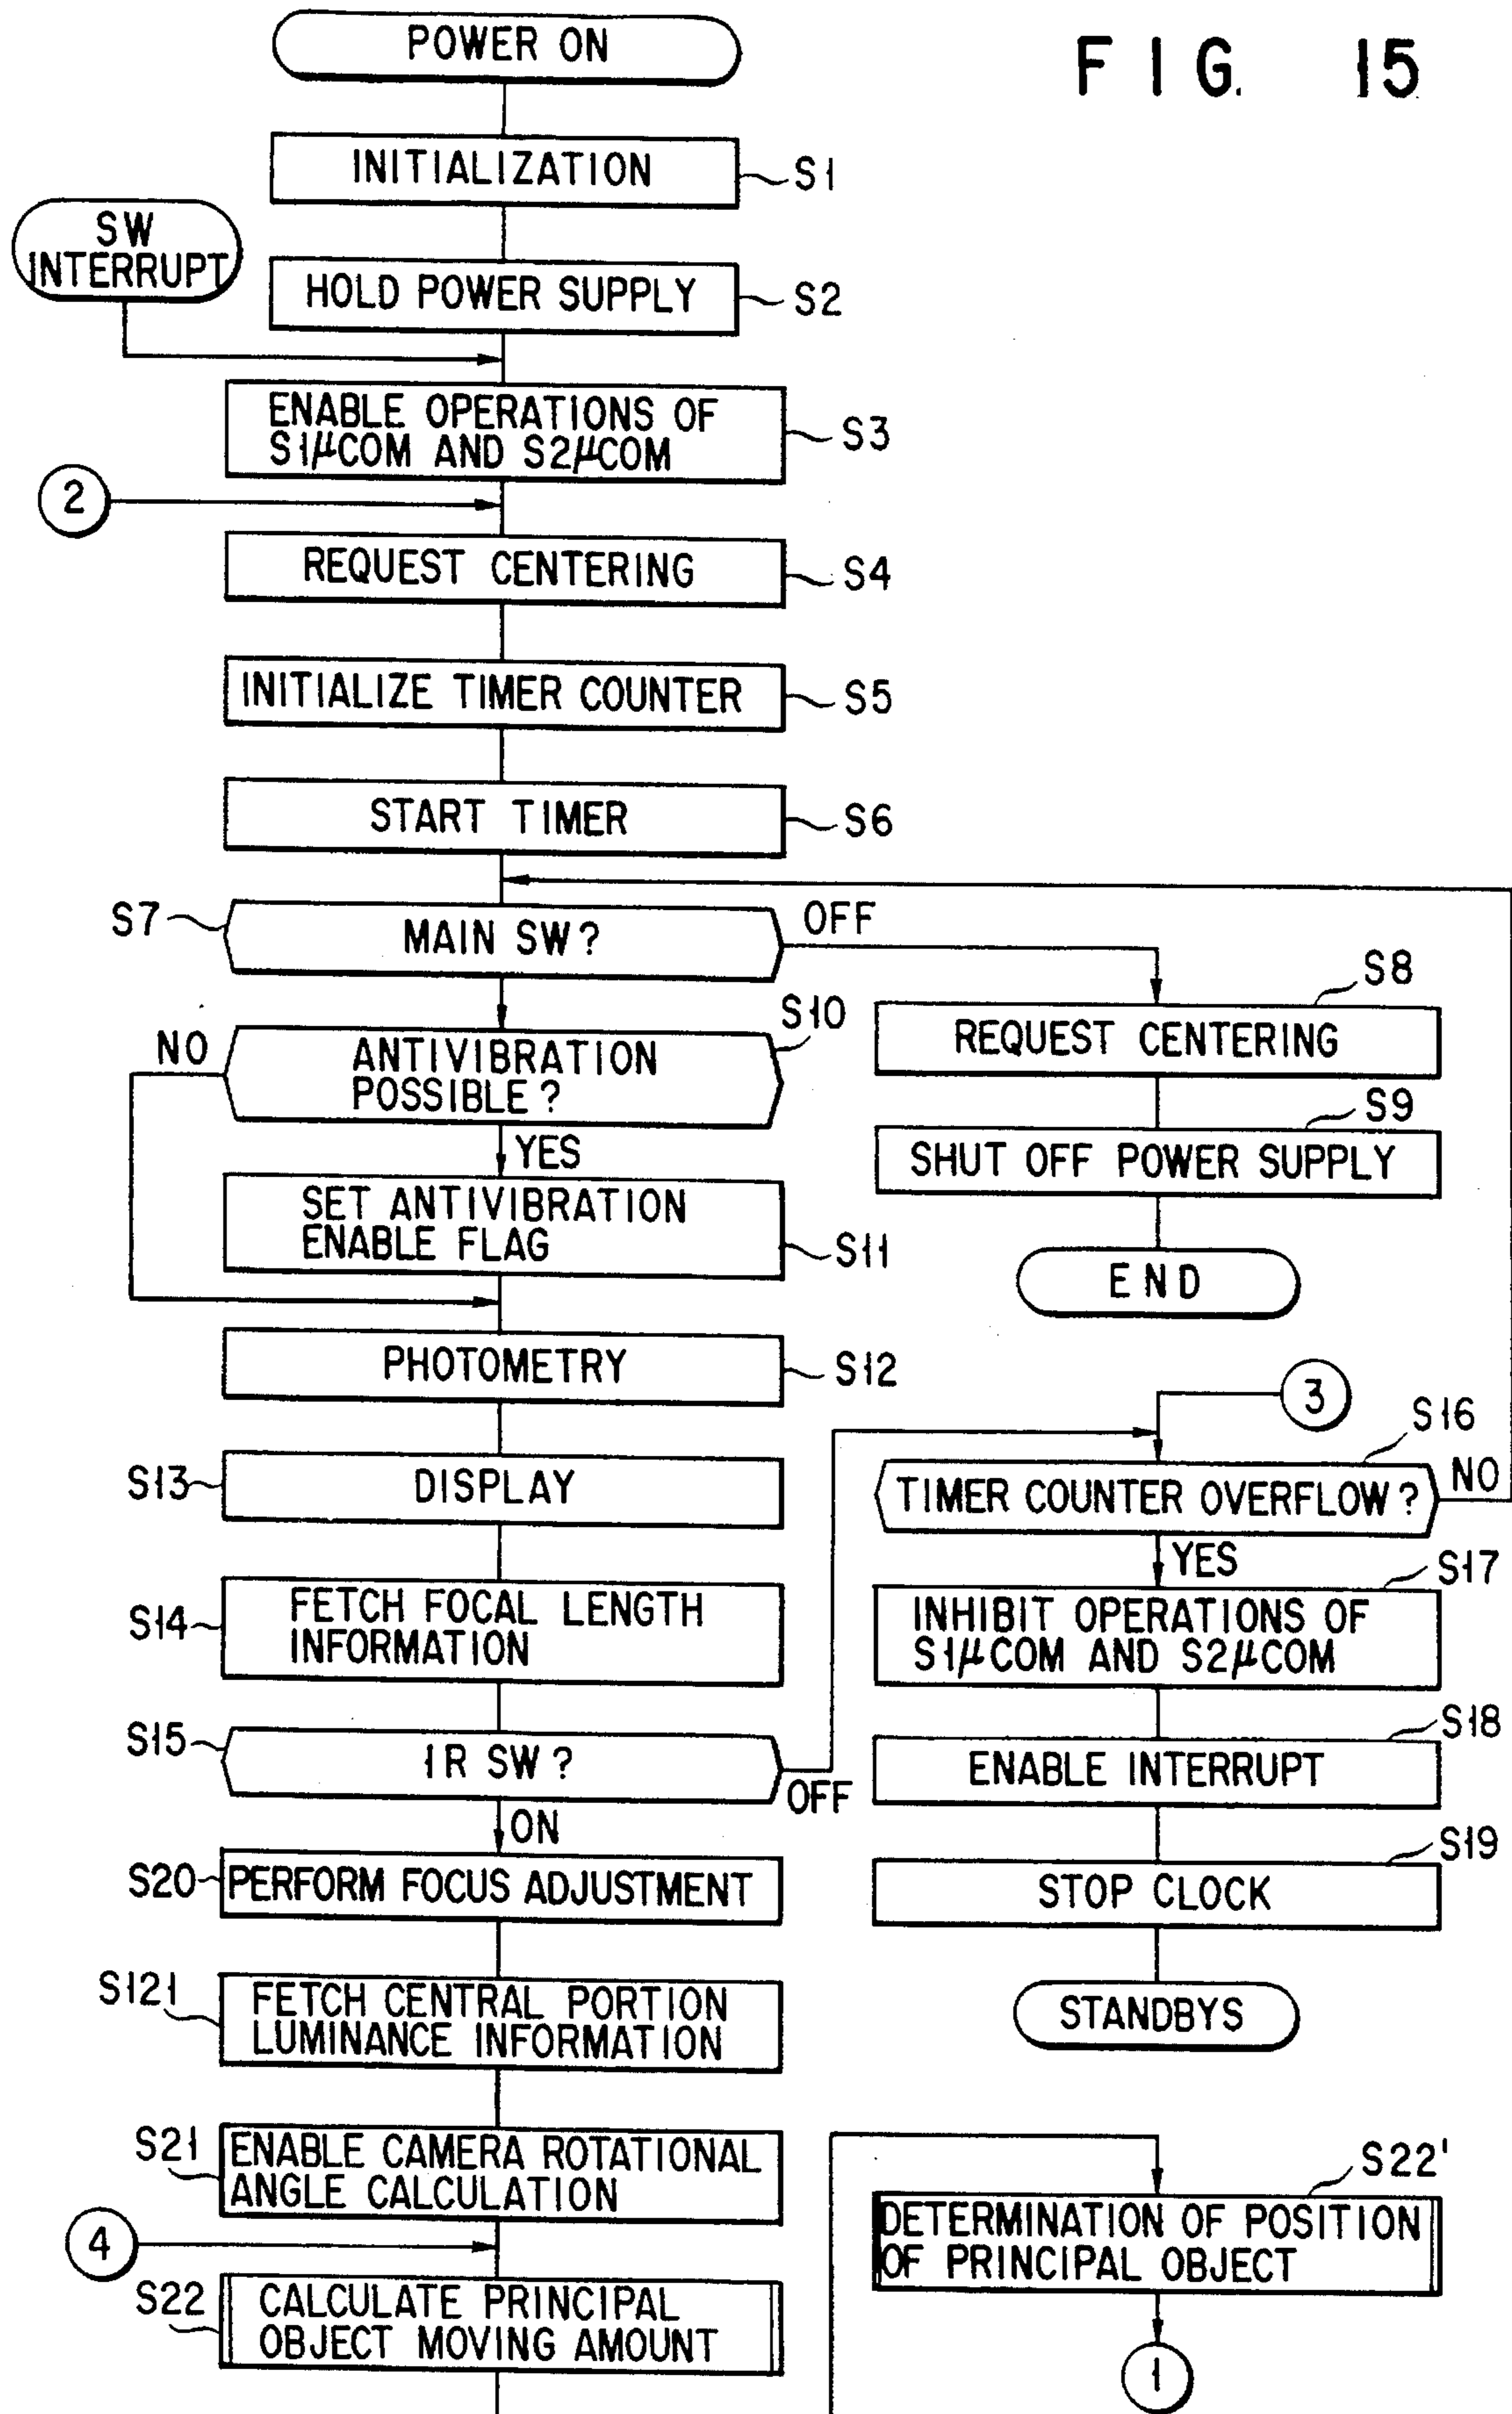 FIG. 15
POWER ON
INITIALIZATION
S1
SW
INTERRUPT
HOLD POWER SUPPLY
S2
ENABLE OPERATIONS OF
S1μCOM AND S2μCOM
S3
2
REQUEST CENTERING
S4
INITIALIZE TIMER COUNTER
S5
START TIMER
S6
S7
MAIN SW?
OFF
S8
REQUEST CENTERING
S9
SHUT OFF POWER SUPPLY
END
S10
NO
ANTIVIBRATION
POSSIBLE?
YES
SET ANTIVIBRATION
ENABLE FLAG
S11
PHOTOMETRY
S12
S13
DISPLAY
S14
FETCH FOCAL LENGTH
INFORMATION
S15
1R SW?
OFF
ON
3
S16
TIMER COUNTER OVERFLOW?
NO
YES
S17
INHIBIT OPERATIONS OF
S1μCOM AND S2μCOM
S18
ENABLE INTERRUPT
S19
STOP CLOCK
STANDBYS
S20
PERFORM FOCUS ADJUSTMENT
S121
FETCH CENTRAL PORTION
LUMINANCE INFORMATION
S21
ENABLE CAMERA ROTATIONAL
ANGLE CALCULATION
4
S22
CALCULATE PRINCIPAL
OBJECT MOVING AMOUNT
S22'
DETERMINATION OF POSITION
OF PRINCIPAL OBJECT
1